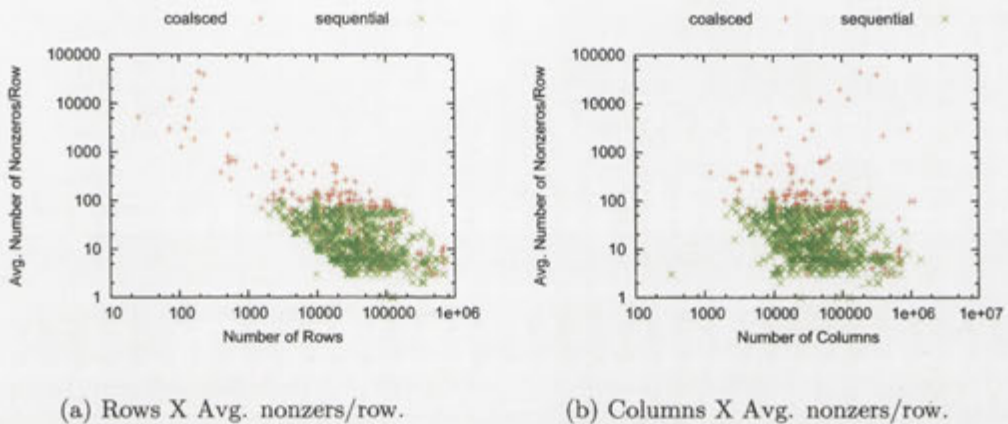 coalsced sequential
100000
10000
1000
100
10
1
Avg. Number of Nonzeros/Row
10 100 1000 10000 100000 1e+06
Number of Rows
(a) Rows X Avg. nonzers/row.
coalsced sequential
100000
10000
1000
100
10
1
Avg. Number of Nonzeros/Row
100 1000 10000 100000 1e+06 1e+07
Number of Columns
(b) Columns X Avg. nonzers/row.